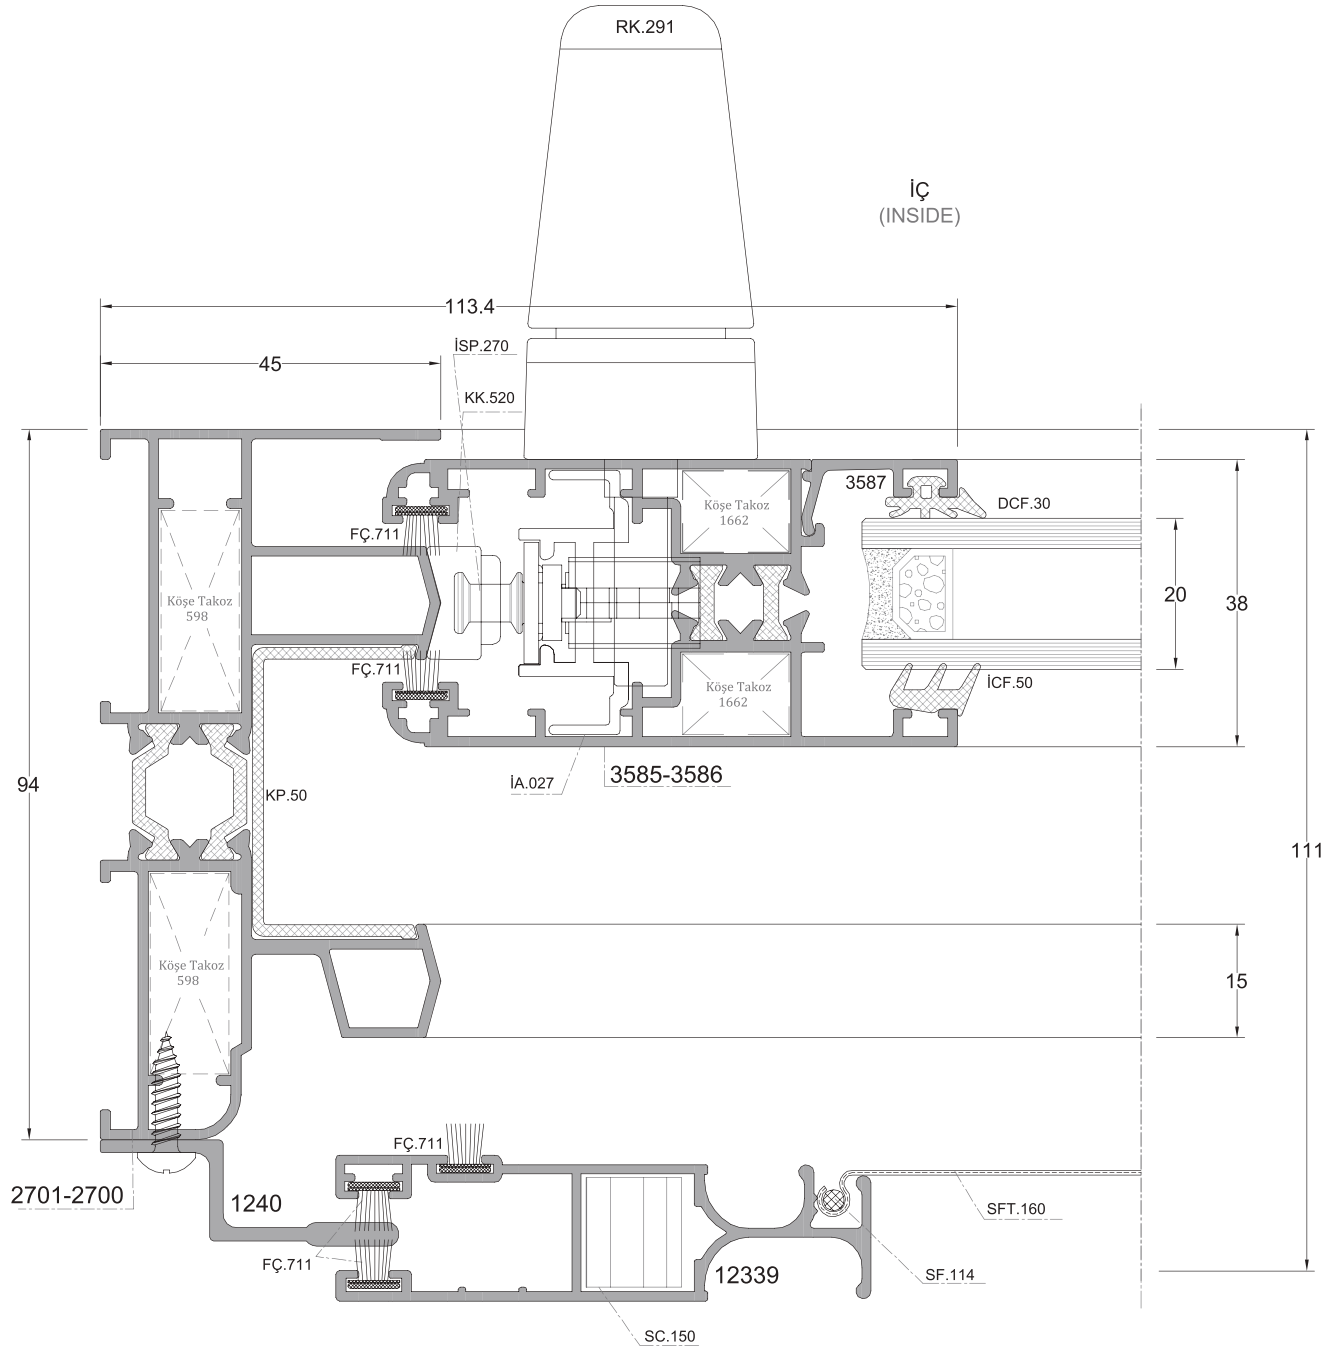 RK.291
İÇ
(INSIDE)
113.4
45
İSP.270
KK.520
3587
DCF.30
Köşe Takoz
1662
FÇ.711
Köşe Takoz
598
20
38
FÇ.711
İCF.50
Köşe Takoz
1662
94
KP.50
İA.027
3585-3586
111
Köşe Takoz
598
15
FÇ.711
2701-2700
1240
SFT.160
FÇ.711
12339
SF.114
SC.150